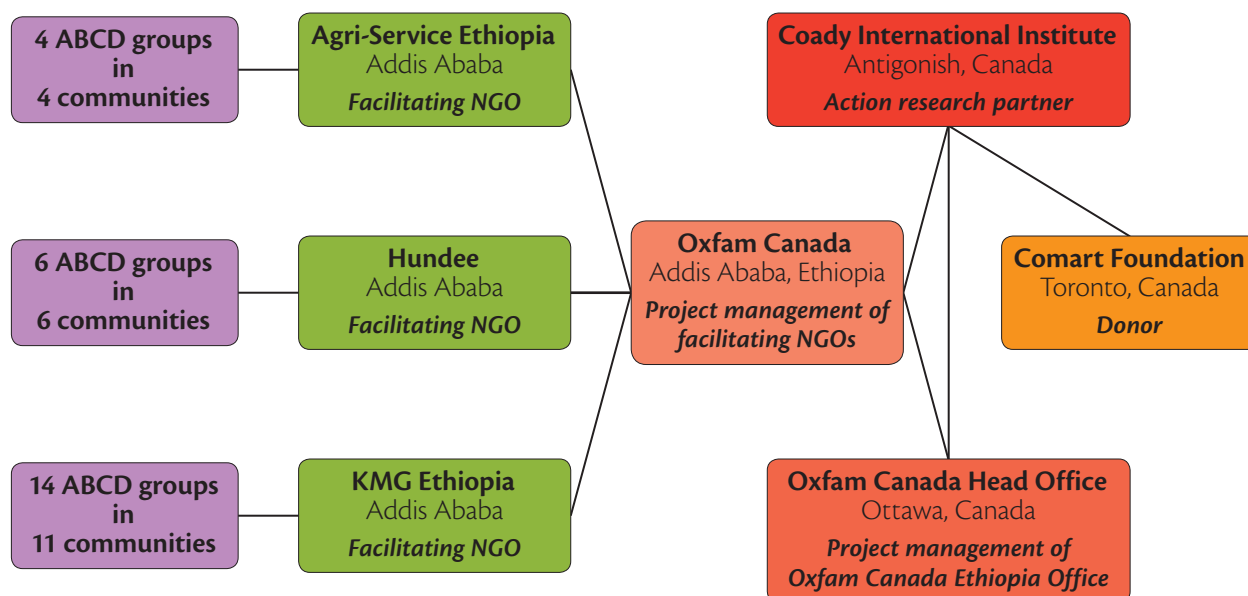 4 ABCD groups
in
4 communities
Agri-Service Ethiopia
Addis Ababa
Facilitating NGO
Coady International Institute
Antigonish, Canada
Action research partner
6 ABCD groups
in
6 communities
Hundee
Addis Ababa
Facilitating NGO
Oxfam Canada
Addis Ababa, Ethiopia
Project management of
facilitating NGOs
Comart Foundation
Toronto, Canada
Donor
14 ABCD groups
in
11 communities
KMG Ethiopia
Addis Ababa
Facilitating NGO
Oxfam Canada Head Office
Ottawa, Canada
Project management of
Oxfam Canada Ethiopia Office